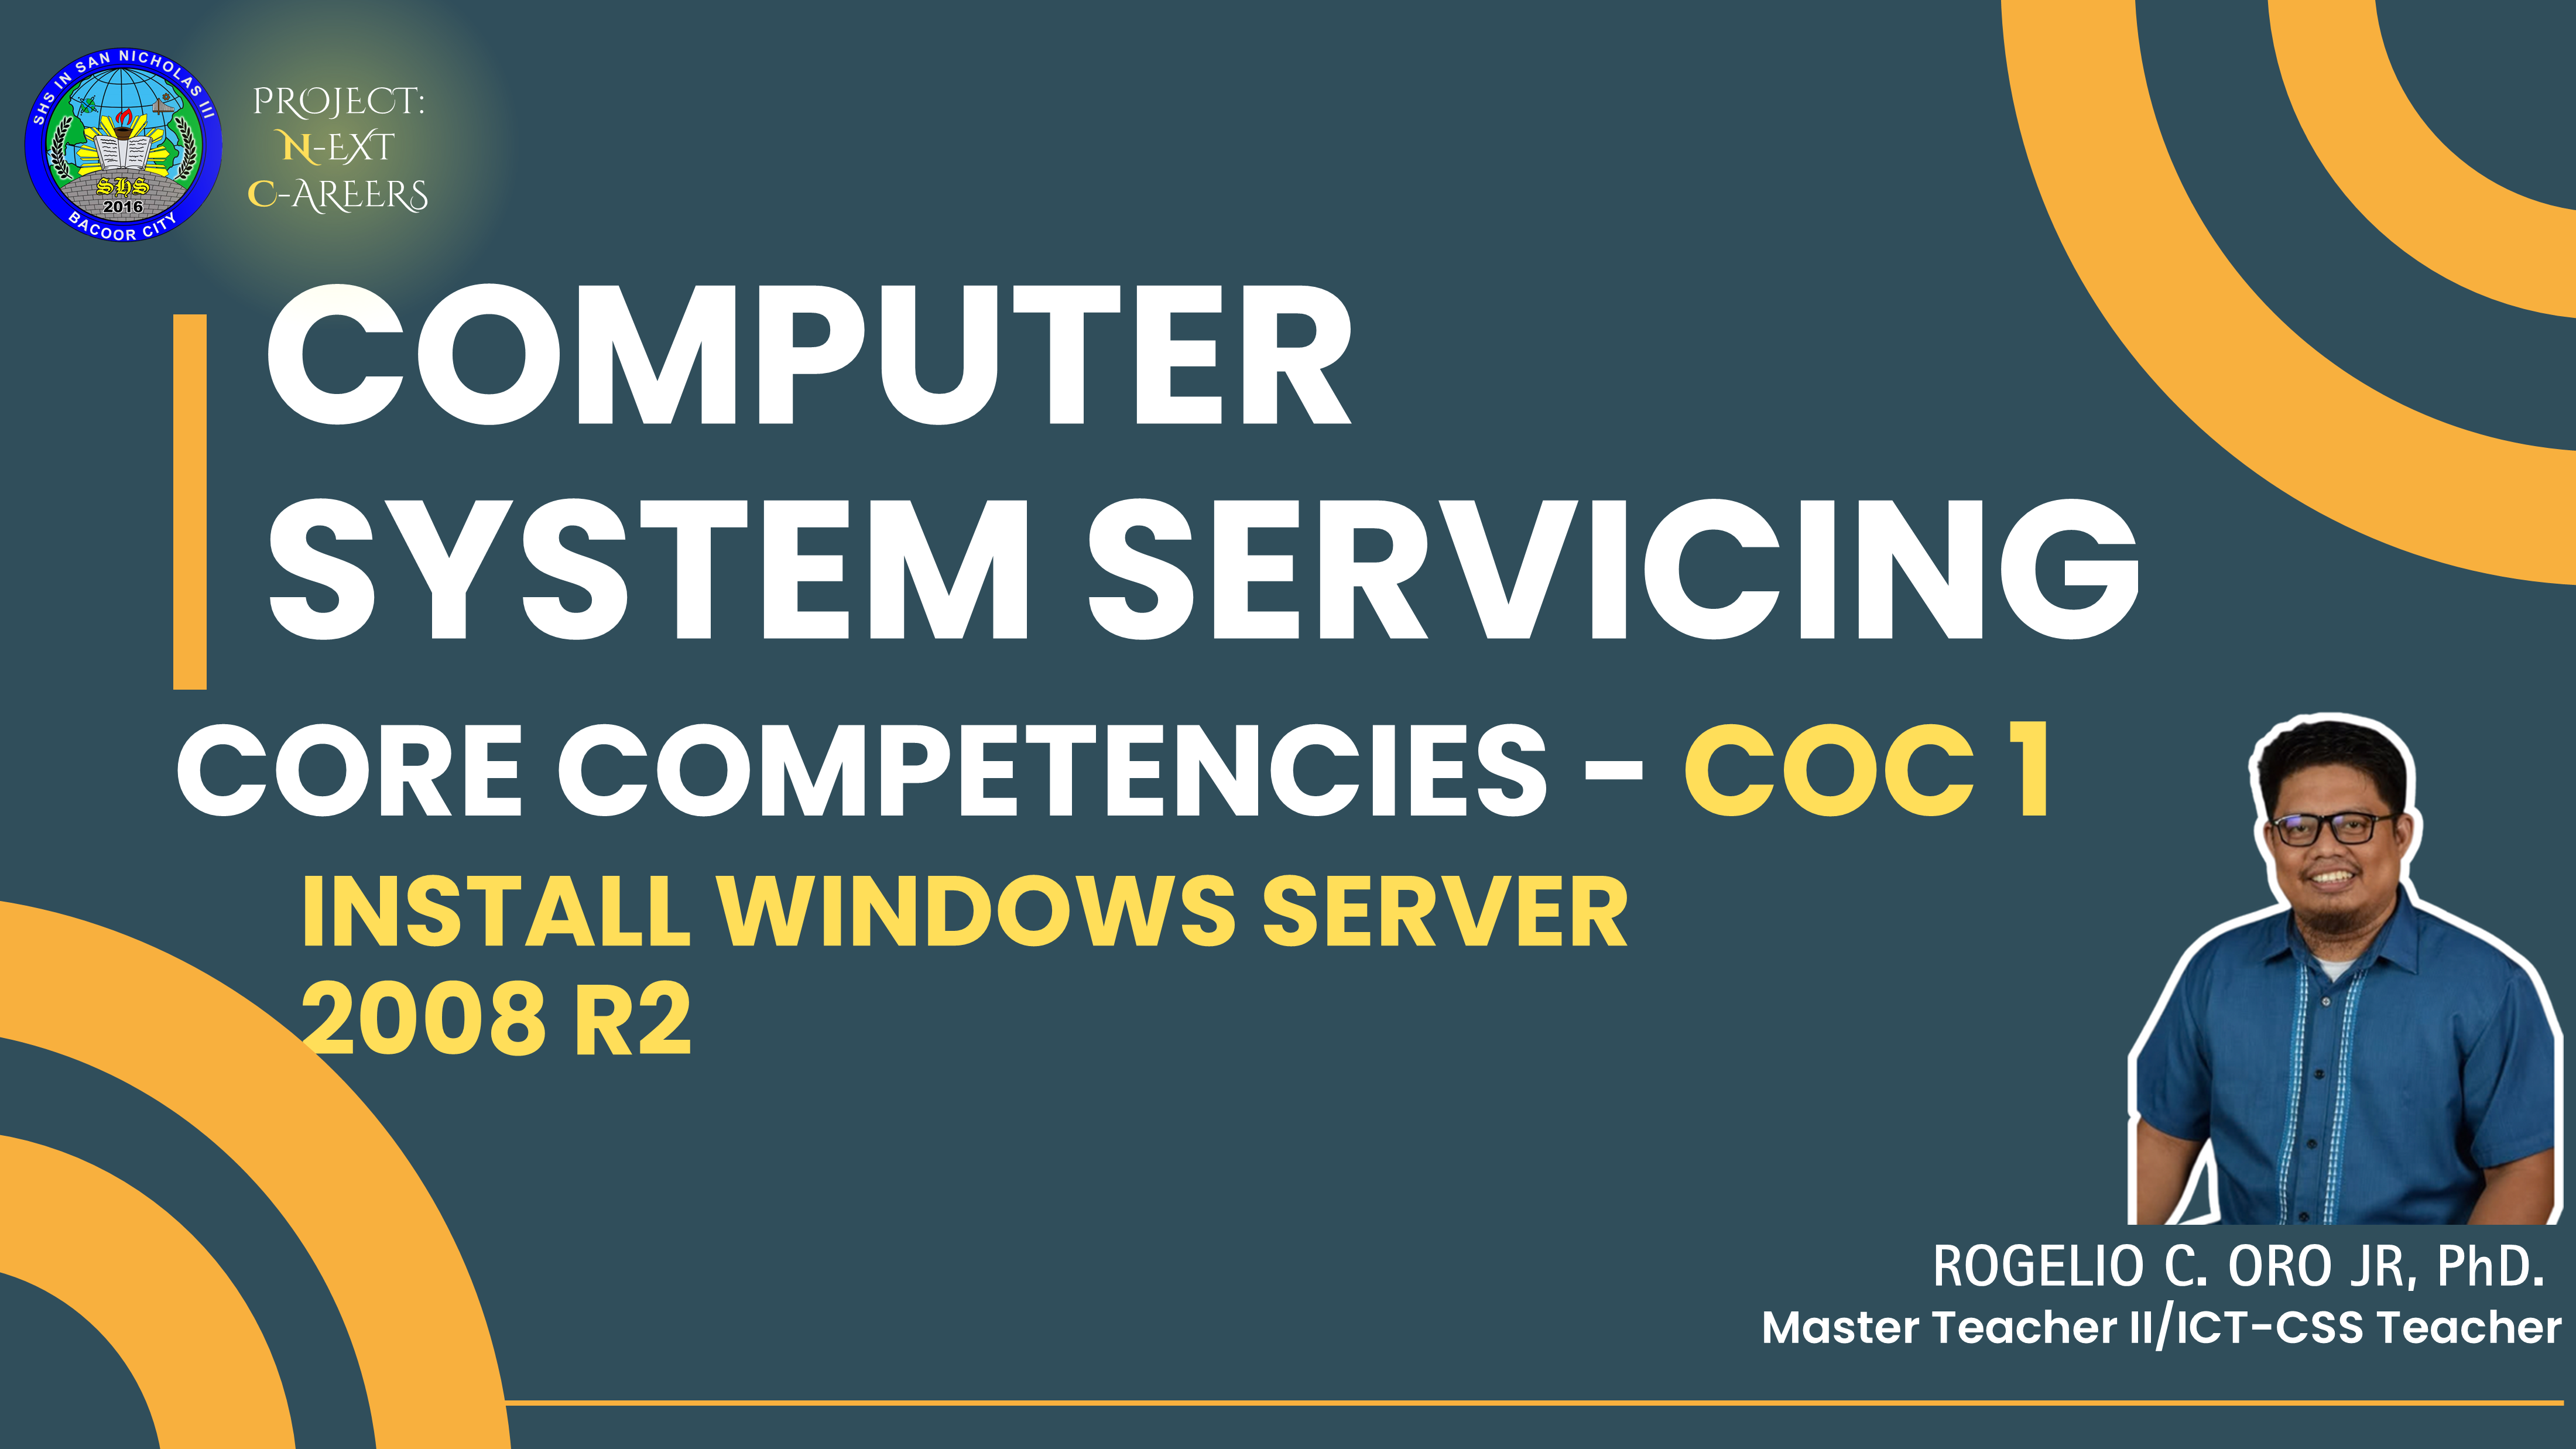 SHS IN SAN NICHOLAS III
SHS
2016
BACOOR CITY
PROJECT:
N-EXT
C-AREERS
COMPUTER
SYSTEM SERVICING
CORE COMPETENCIES - COC 1
INSTALL WINDOWS SERVER
2008 R2
ROGELIO C. ORO JR, PhD.
Master Teacher II/ICT-CSS Teacher